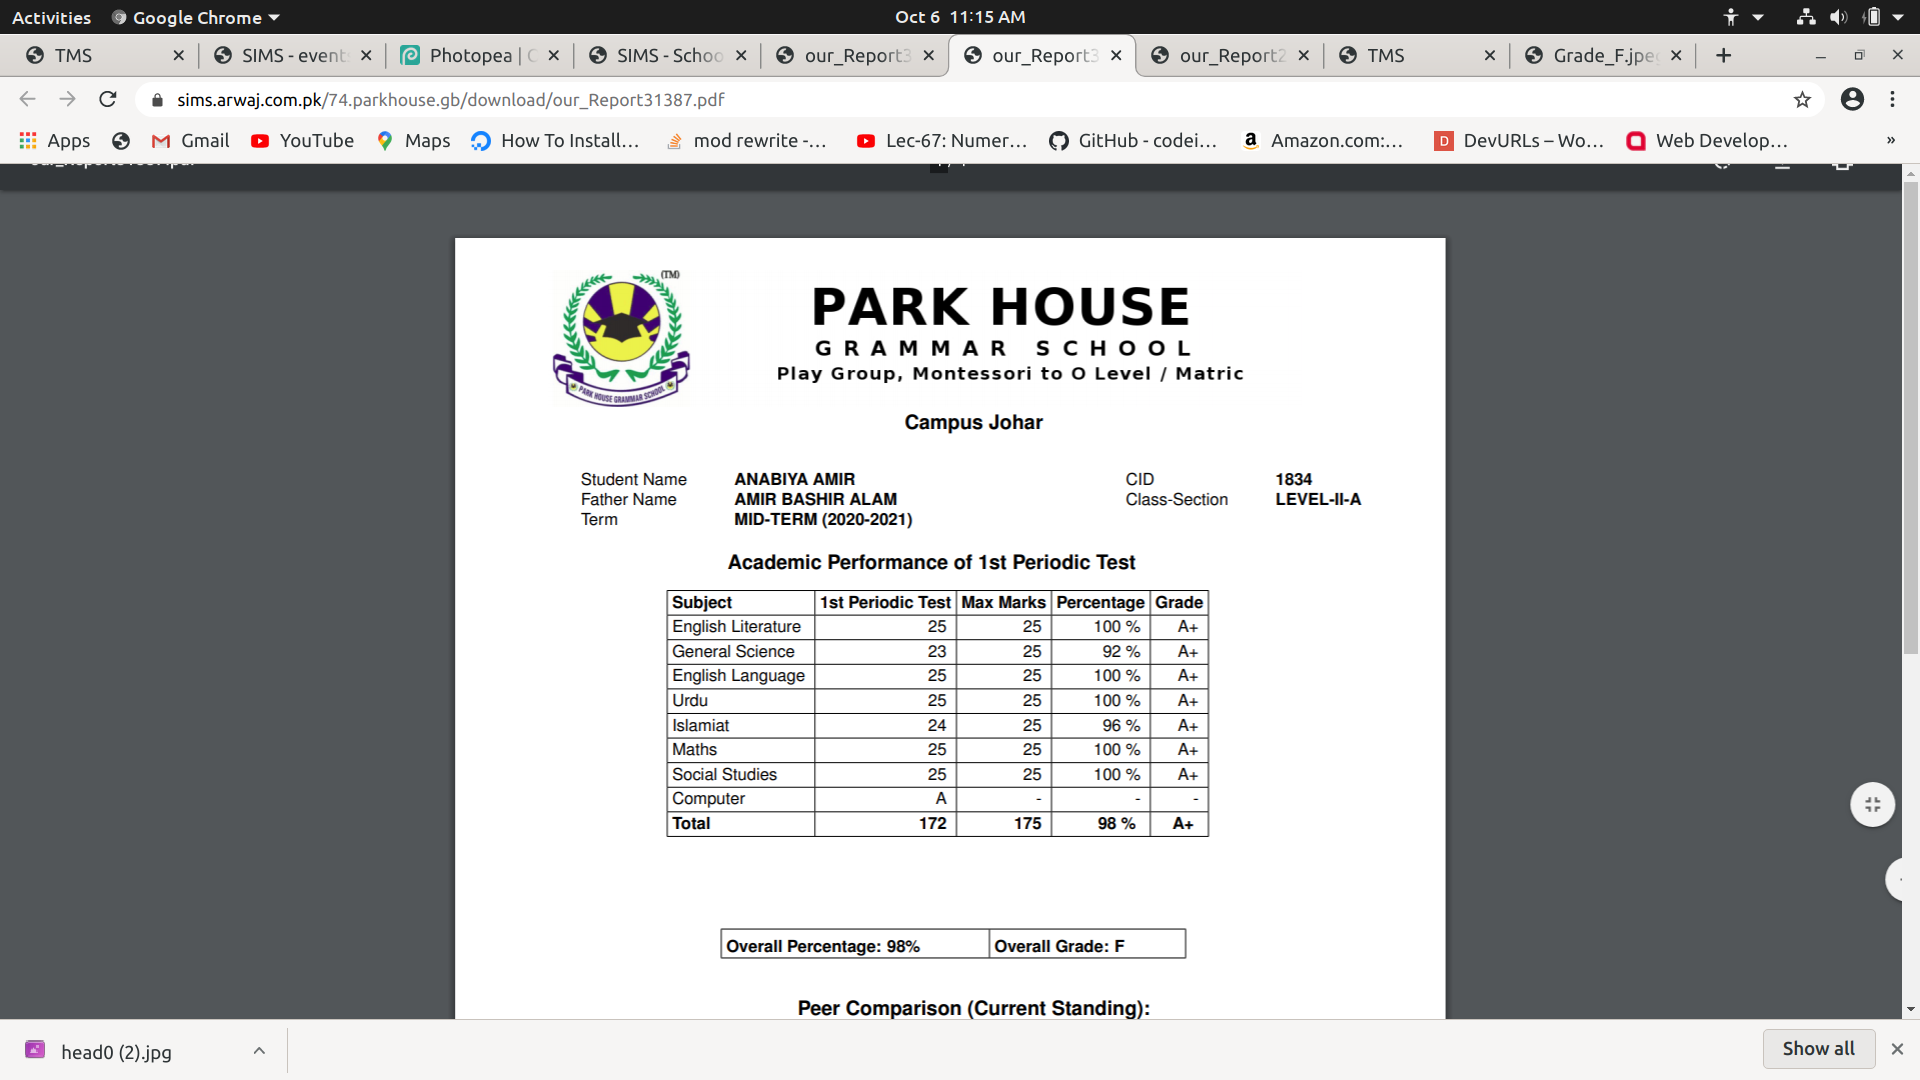 Activities Google Chrome Oct 6 11:15 AM
TMS SIMS - event Photopea | SIMS - Schoo our_Report3 our_Report3 our_Report2 TMS Grade_F.jpe
sims.arwaj.com.pk/74.parkhouse.gb/download/our_Report31387.pdf
Apps Gmail YouTube Maps How To Install... mod rewrite -... Lec-67: Numer... GitHub - codei... Amazon.com:... DevURLs – Wo... Web Develop... »
(TM)
PARK HOUSE GRAMMAR SCHOOL
PARK HOUSE
GRAMMAR SCHOOL
Play Group, Montessori to O Level / Matric
Campus Johar
Student Name ANABIYA AMIR CID 1834
Father Name AMIR BASHIR ALAM Class-Section LEVEL-II-A
Term MID-TERM (2020-2021)
Academic Performance of 1st Periodic Test
Subject 1st Periodic Test Max Marks Percentage Grade
English Literature 25 25 100 % A+
General Science 23 25 92 % A+
English Language 25 25 100 % A+
Urdu 25 25 100 % A+
Islamiat 24 25 96 % A+
Maths 25 25 100 % A+
Social Studies 25 25 100 % A+
Computer A - - -
Total 172 175 98 % A+
Overall Percentage: 98% Overall Grade: F
Peer Comparison (Current Standing):
head0 (2).jpg Show all